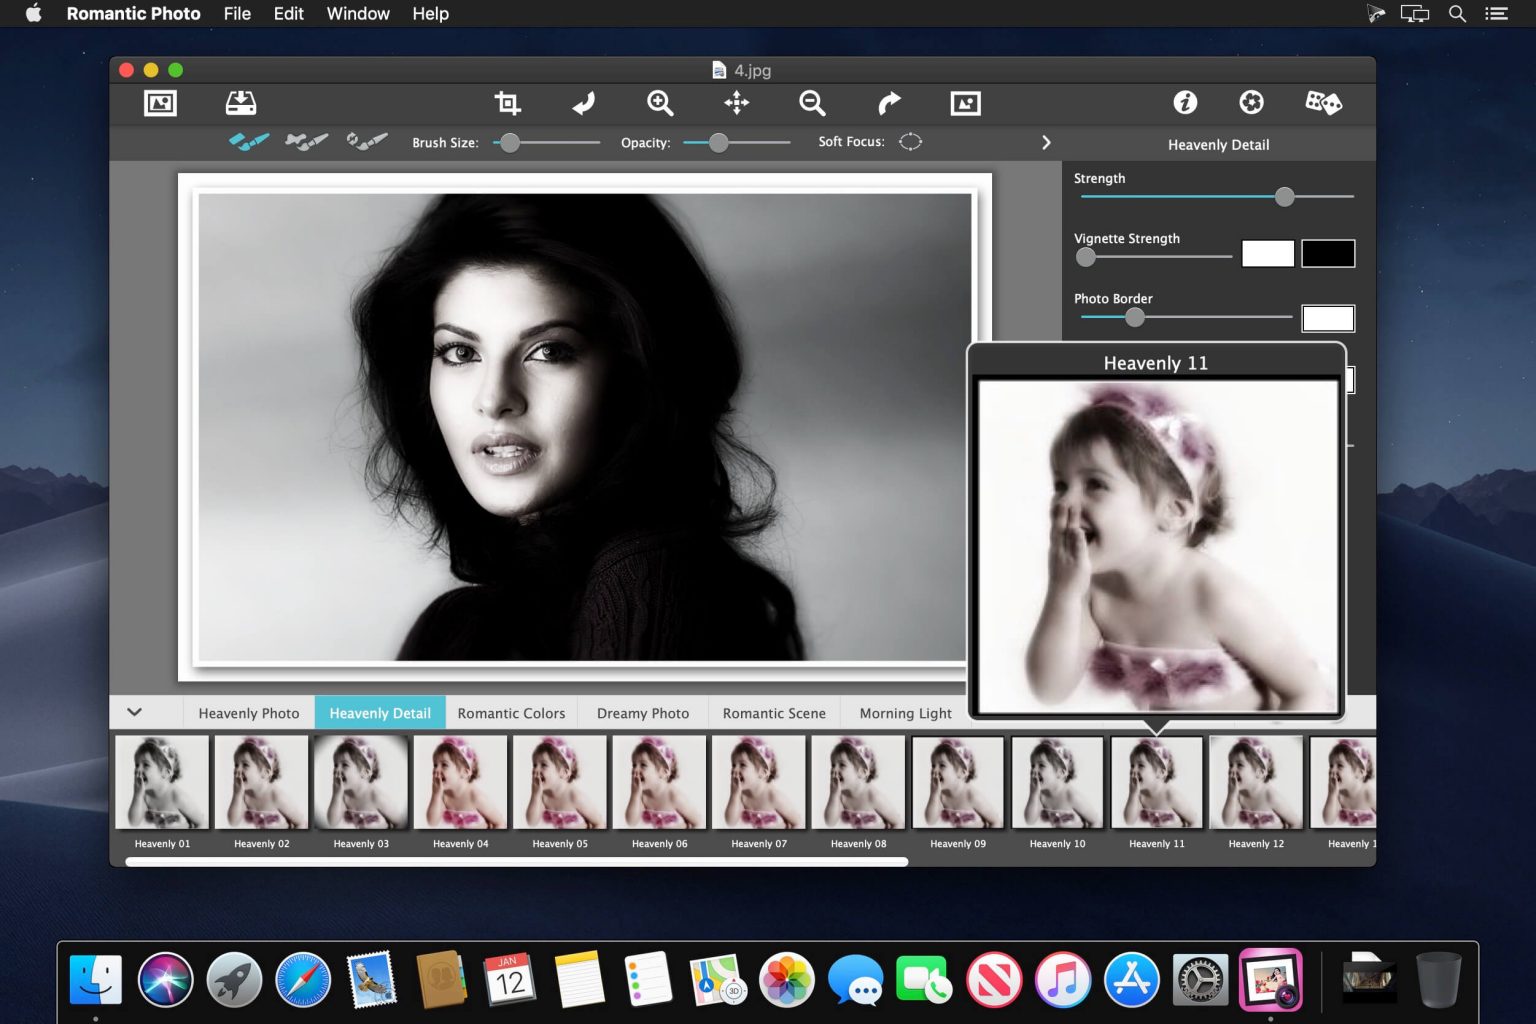 Romantic Photo File Edit Window Help
4.jpg
Brush Size: Opacity: Soft Focus:
Heavenly Detail
Strength
Vignette Strength
Photo Border
Heavenly 11
Heavenly Photo Heavenly Detail Romantic Colors Dreamy Photo Romantic Scene Morning Light
Heavenly 01 Heavenly 02 Heavenly 03 Heavenly 04 Heavenly 05 Heavenly 06 Heavenly 07 Heavenly 08 Heavenly 09 Heavenly 10 Heavenly 11 Heavenly 12 Heavenly 1
JAN
12
3D